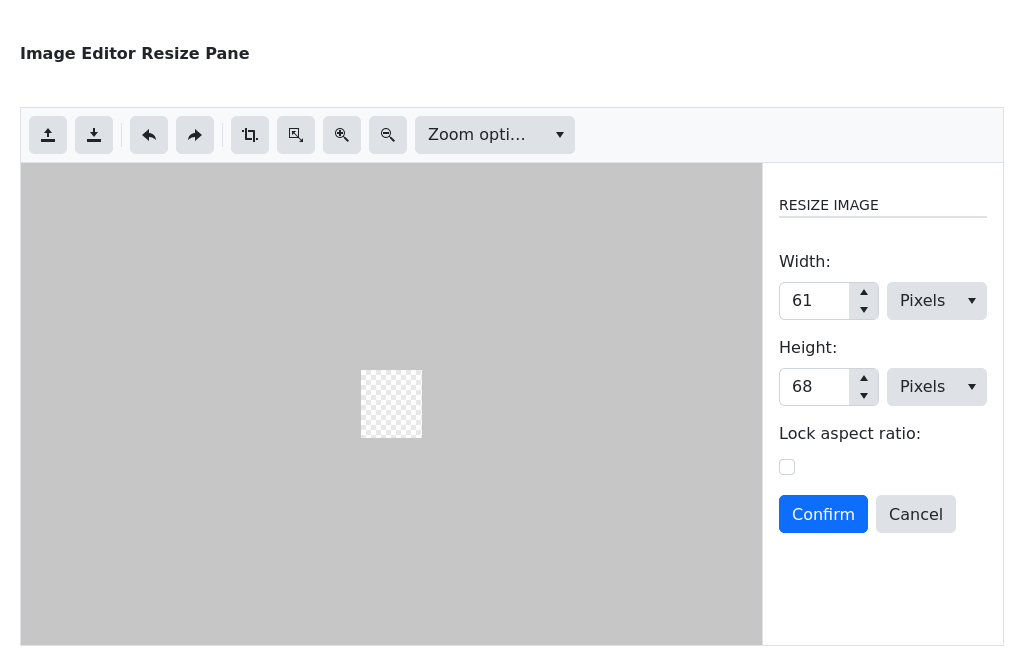 Image Editor Resize Pane
Zoom opti...
RESIZE IMAGE
Width:
61 Pixels
Height:
68 Pixels
Lock aspect ratio:
Confirm Cancel